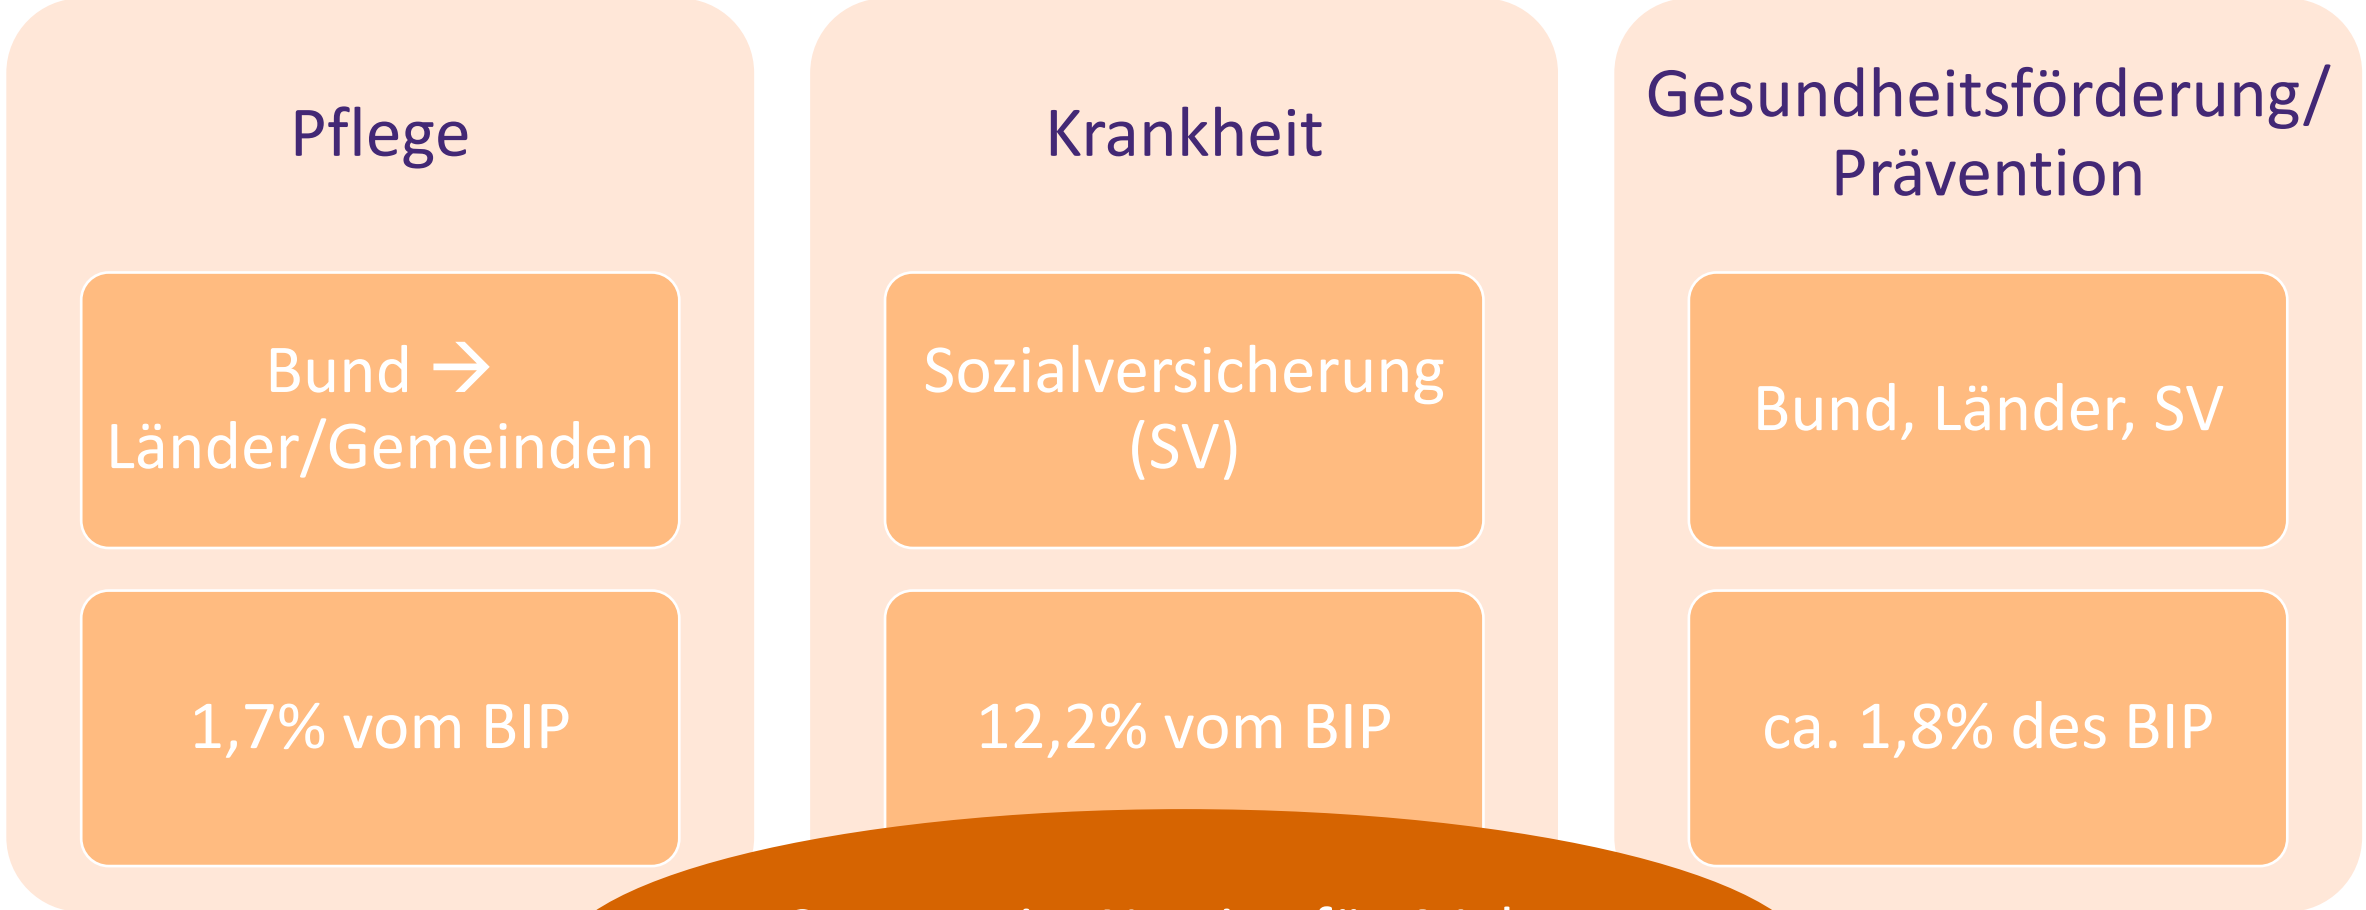 Pflege
Bund →
Länder/Gemeinden
1,7% vom BIP
Krankheit
Sozialversicherung
(SV)
12,2% vom BIP
Gesundheitsförderung/
Prävention
Bund, Länder, SV
ca. 1,8% des BIP